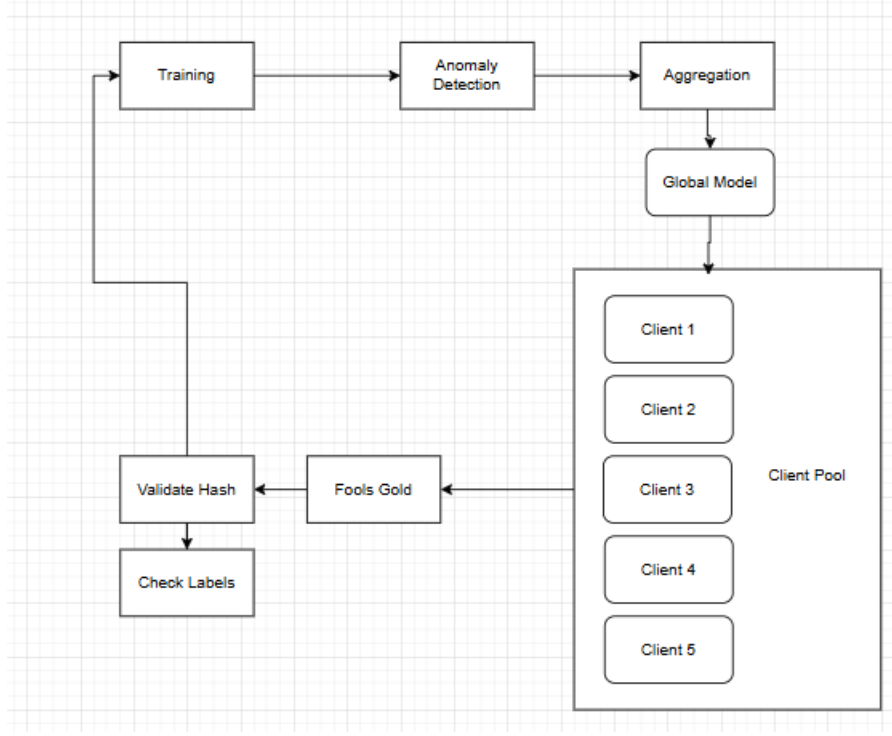 Training
Anomaly
Detection
Aggregation
Global Model
Client 1
Client 2
Client 3
Client 4
Client 5
Client Pool
Fools Gold
Validate Hash
Check Labels